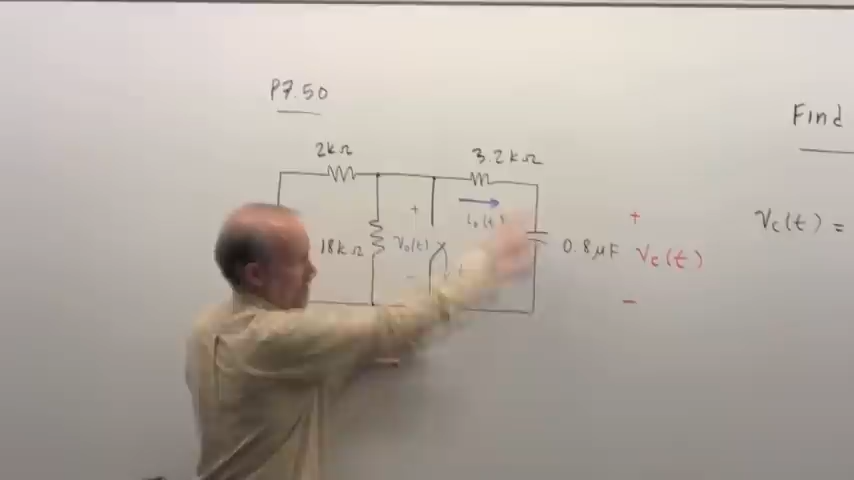 P7.50
Find
2kΩ
3.2kΩ
+
i₀(t)
18kΩ
V₀(t)
-
0.8μF
+
Vc(t)
-
Vc(t) =